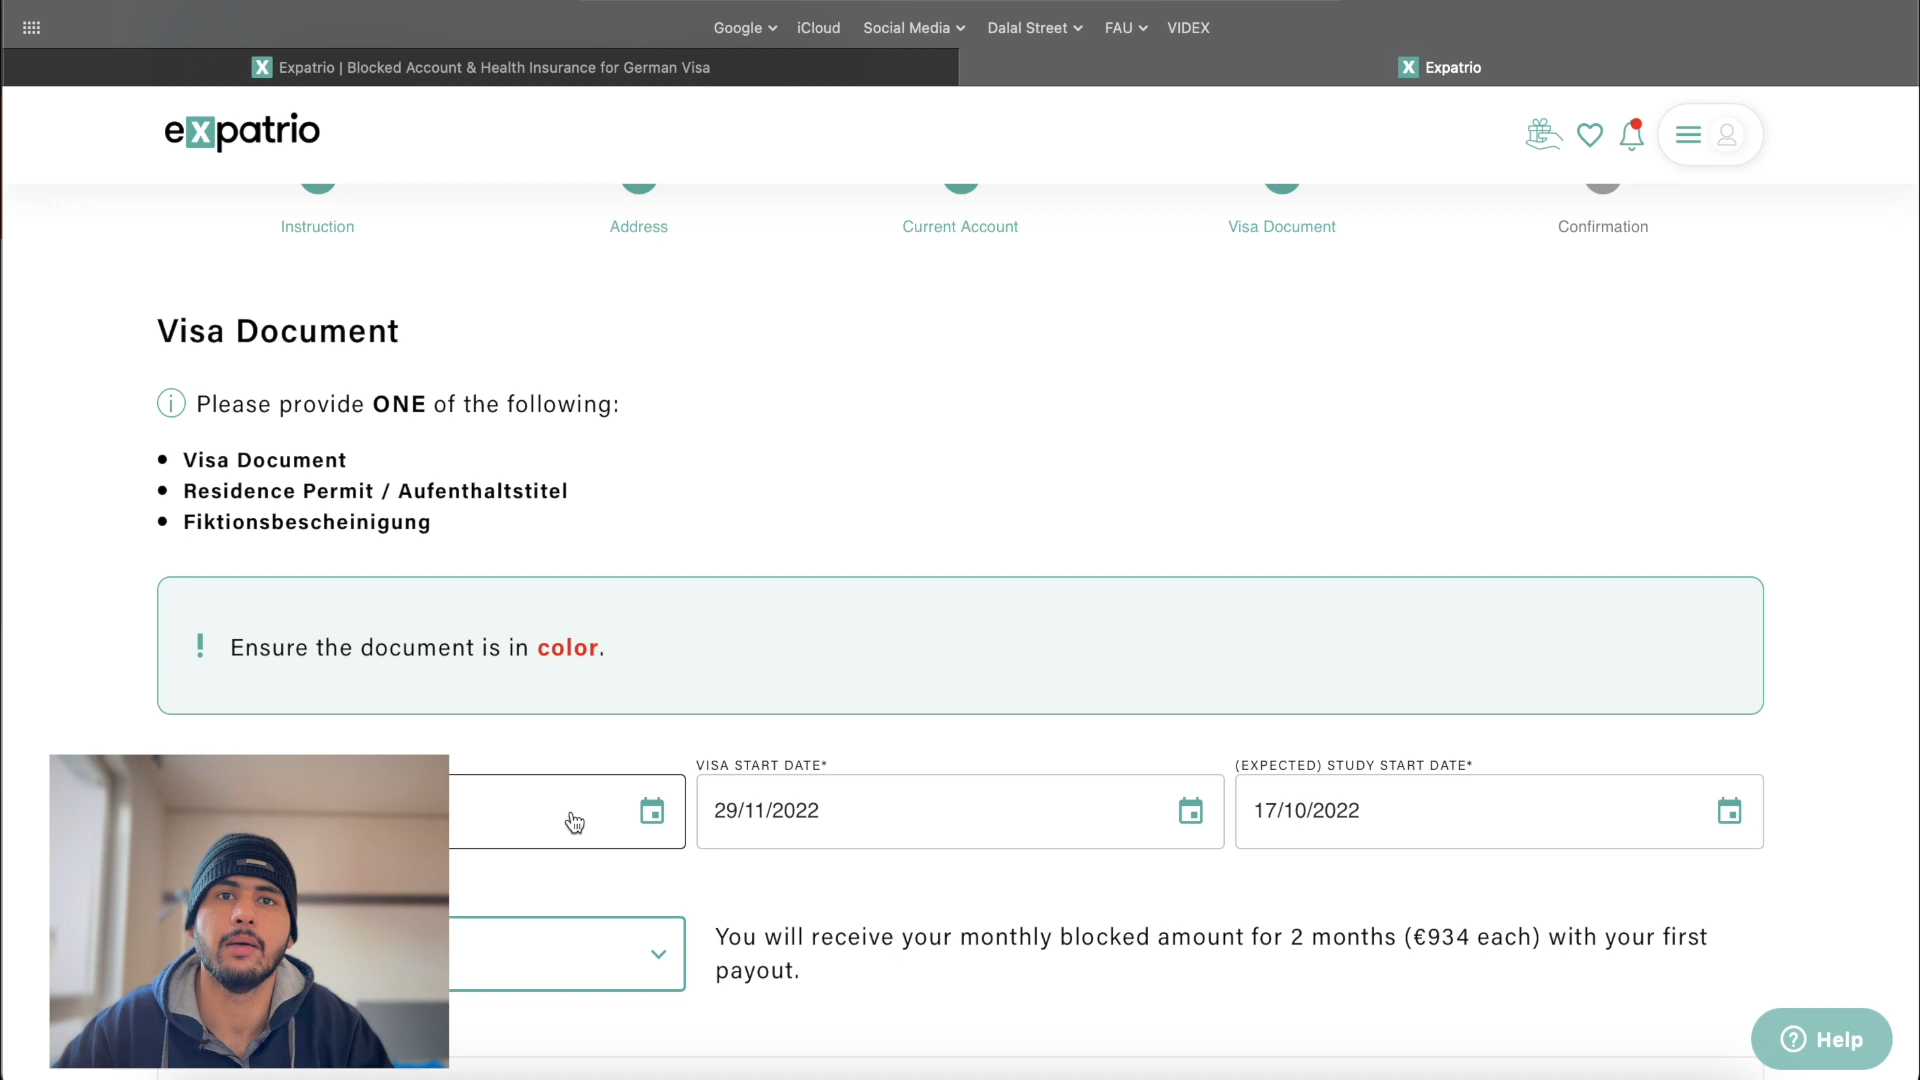 Google iCloud Social Media Dalal Street FAU VIDEX
X Expatrio | Blocked Account & Health Insurance for German Visa
X Expatrio
expatrio
Instruction
Address
Current Account
Visa Document
Confirmation
Visa Document
i Please provide ONE of the following:
• Visa Document
• Residence Permit / Aufenthaltstitel
• Fiktionsbescheinigung
! Ensure the document is in color.
VISA START DATE*
(EXPECTED) STUDY START DATE*
29/11/2022
17/10/2022
You will receive your monthly blocked amount for 2 months (€934 each) with your first
payout.
? Help